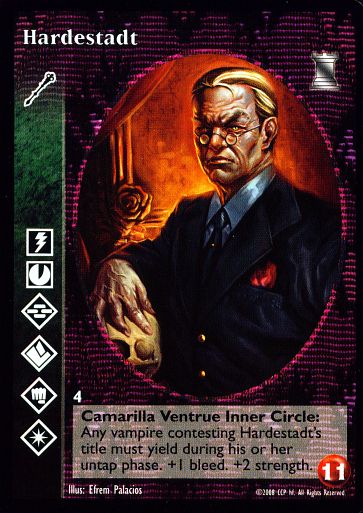 Hardestadt
4
Camarilla Ventrue Inner Circle:
Any vampire contesting Hardestadt's
title must yield during his or her
untap phase. +1 bleed. +2 strength.
11
Illus: Efrem Palacios
©2008 CCP hf. All Rights Reserved